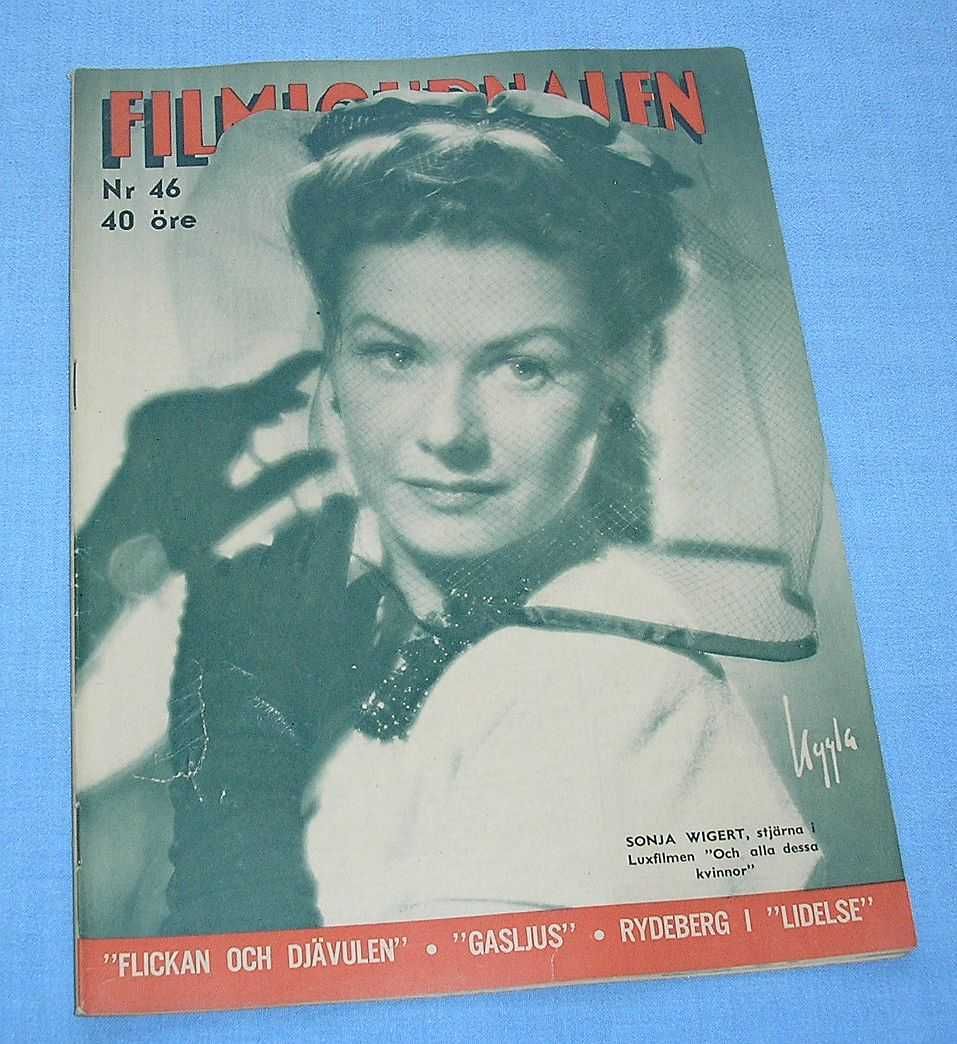 FILMJOURNALEN
Nr 46
40 öre
Uggla
SONJA WIGERT, stjärna i
Luxfilmen "Och alla dessa
kvinnor"
"FLICKAN OCH DJÄVULEN" • "GASLJUS" • RYDEBERG I "LIDELSE"